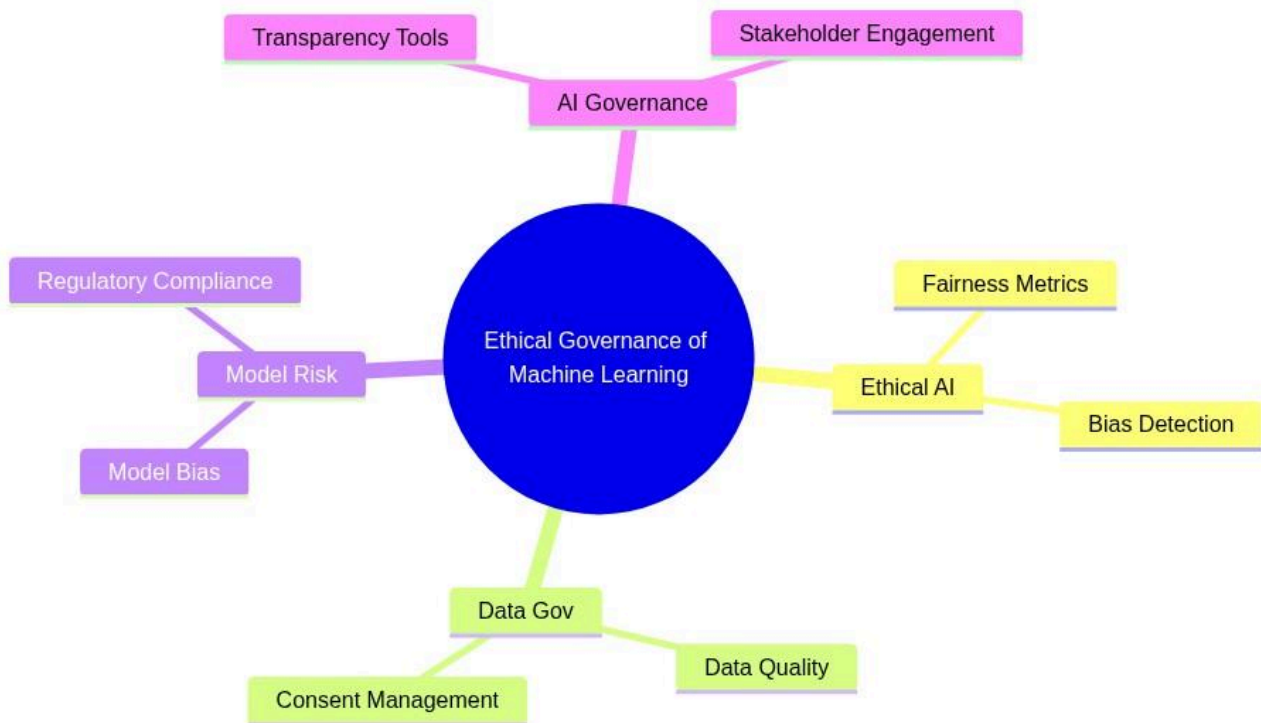 Transparency Tools
Stakeholder Engagement
AI Governance
Regulatory Compliance
Fairness Metrics
Ethical Governance of
Machine Learning
Model Risk
Ethical AI
Bias Detection
Model Bias
Data Gov
Data Quality
Consent Management